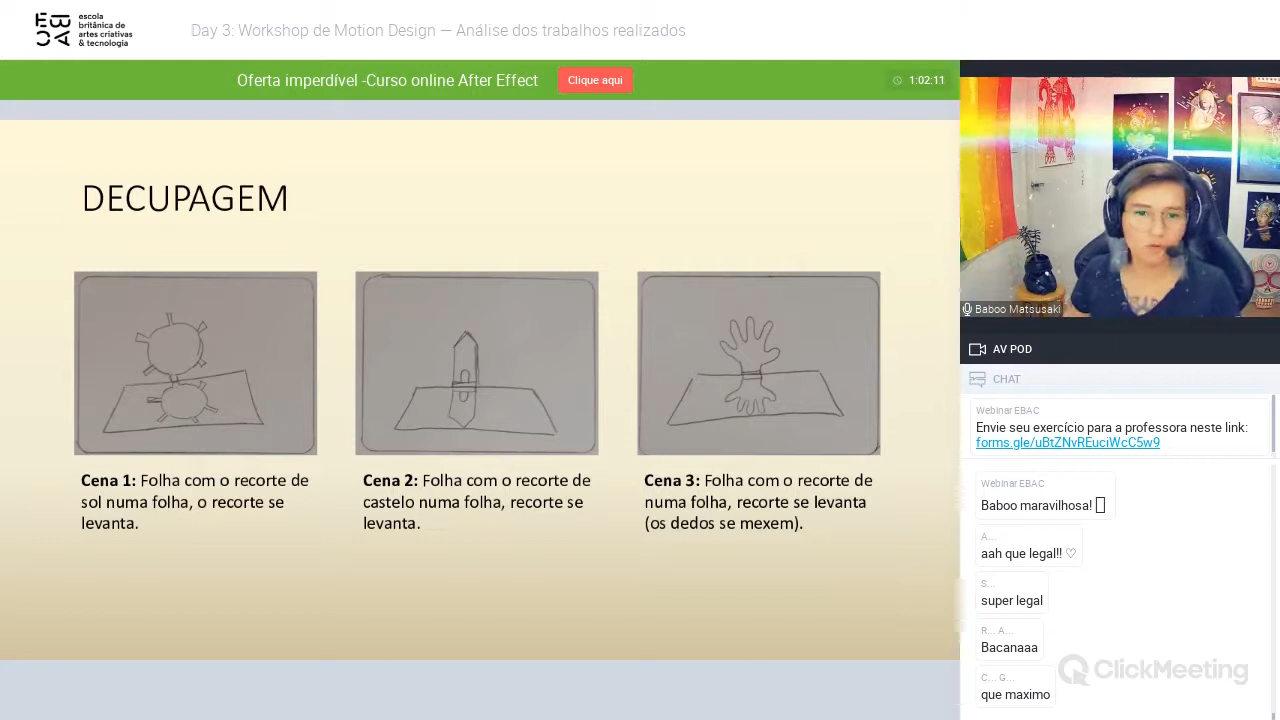 EBAC
escola
britânica de
artes criativas
& tecnologia
Day 3: Workshop de Motion Design — Análise dos trabalhos realizados
Oferta imperdível -Curso online After Effect
Clique aqui
1:02:11
DECUPAGEM
Cena 1: Folha com o recorte de
sol numa folha, o recorte se
levanta.
Cena 2: Folha com o recorte de
castelo numa folha, recorte se
levanta.
Cena 3: Folha com o recorte de
numa folha, recorte se levanta
(os dedos se mexem).
Baboo Matsusaki
AV POD
CHAT
Webinar EBAC
Envie seu exercício para a professora neste link:
forms.gle/uBtZNvREuciWcC5w9
Webinar EBAC
Baboo maravilhosa!
A...
aah que legal!! ♡
S...
super legal
R... A...
Bacanaaa
C... G...
que maximo
ClickMeeting